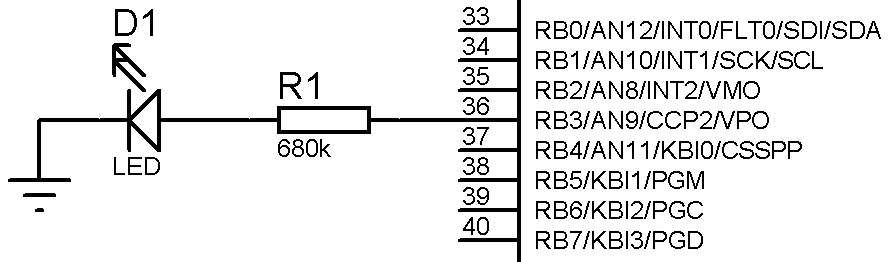 D1
LED
R1
680k
33 RB0/AN12/INT0/FLT0/SDI/SDA
34 RB1/AN10/INT1/SCK/SCL
35 RB2/AN8/INT2/VMO
36 RB3/AN9/CCP2/VPO
37 RB4/AN11/KBI0/CSSPP
38 RB5/KBI1/PGM
39 RB6/KBI2/PGC
40 RB7/KBI3/PGD